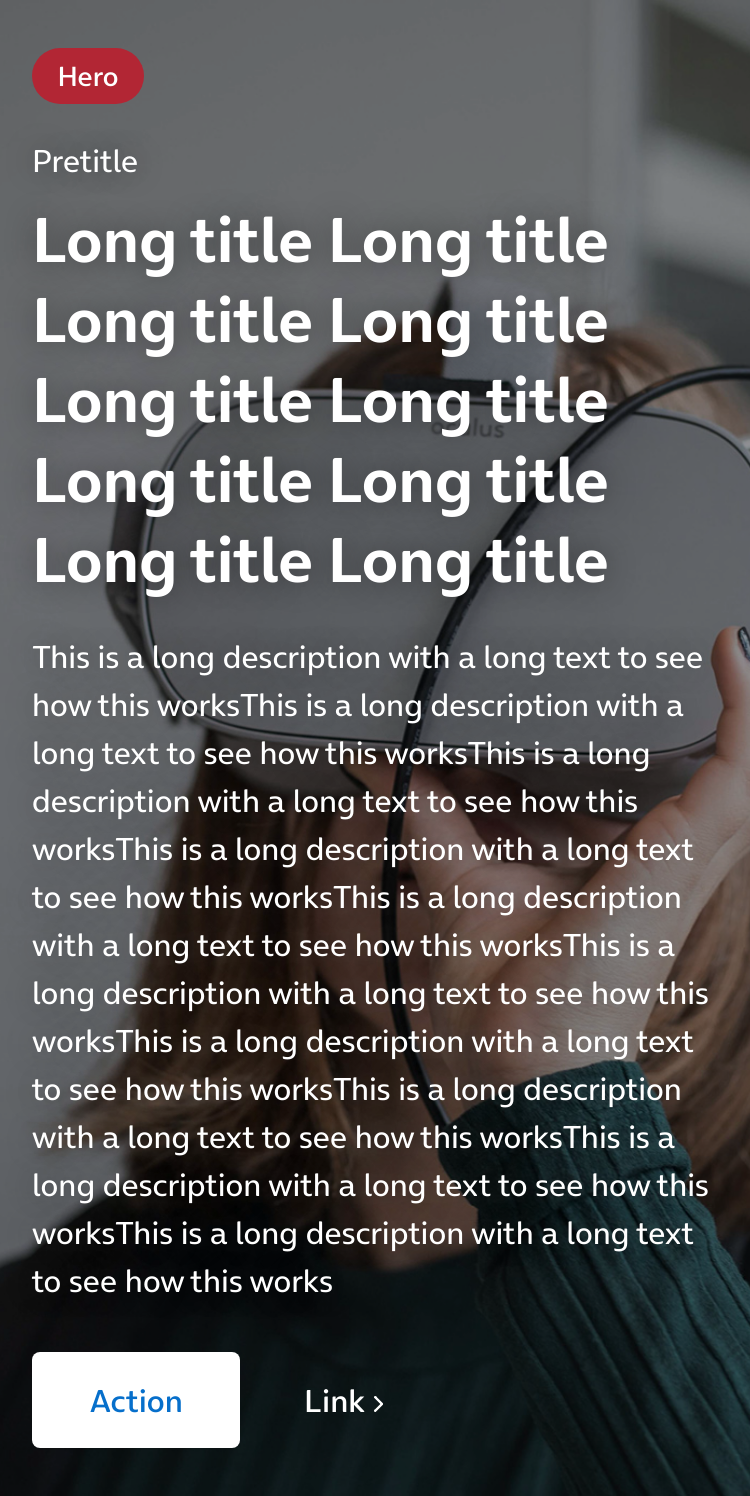 Hero
Pretitle
Long title Long title
Long title Long title
Long title Long title
oculus
Long title Long title
Long title Long title
This is a long description with a long text to see
how this worksThis is a long description with a
long text to see how this worksThis is a long
description with a long text to see how this
worksThis is a long description with a long text
to see how this worksThis is a long description
with a long text to see how this worksThis is a
long description with a long text to see how this
worksThis is a long description with a long text
to see how this worksThis is a long description
with a long text to see how this worksThis is a
long description with a long text to see how this
worksThis is a long description with a long text
to see how this works
Action
Link